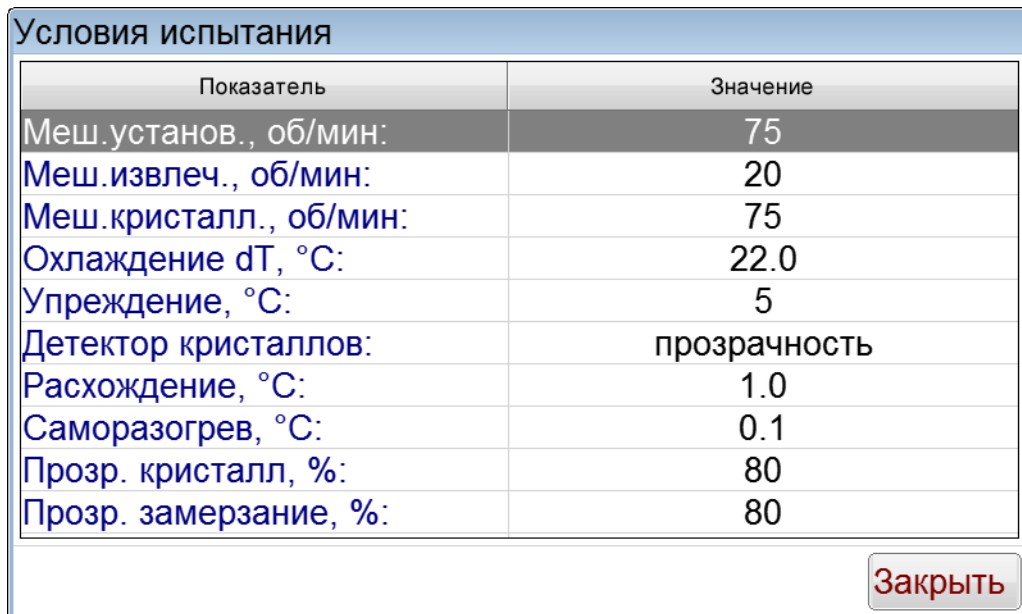 Условия испытания
Показатель Значение
Меш.установ., об/мин: 75
Меш.извлеч., об/мин: 20
Меш.кристалл., об/мин: 75
Охлаждение dT, °C: 22.0
Упреждение, °C: 5
Детектор кристаллов: прозрачность
Расхождение, °C: 1.0
Саморазогрев, °C: 0.1
Прозр. кристалл, %: 80
Прозр. замерзание, %: 80
Закрыть